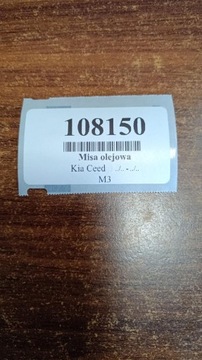 108150
Misa olejowa
Kia Ceed ../.. - ../..
M3